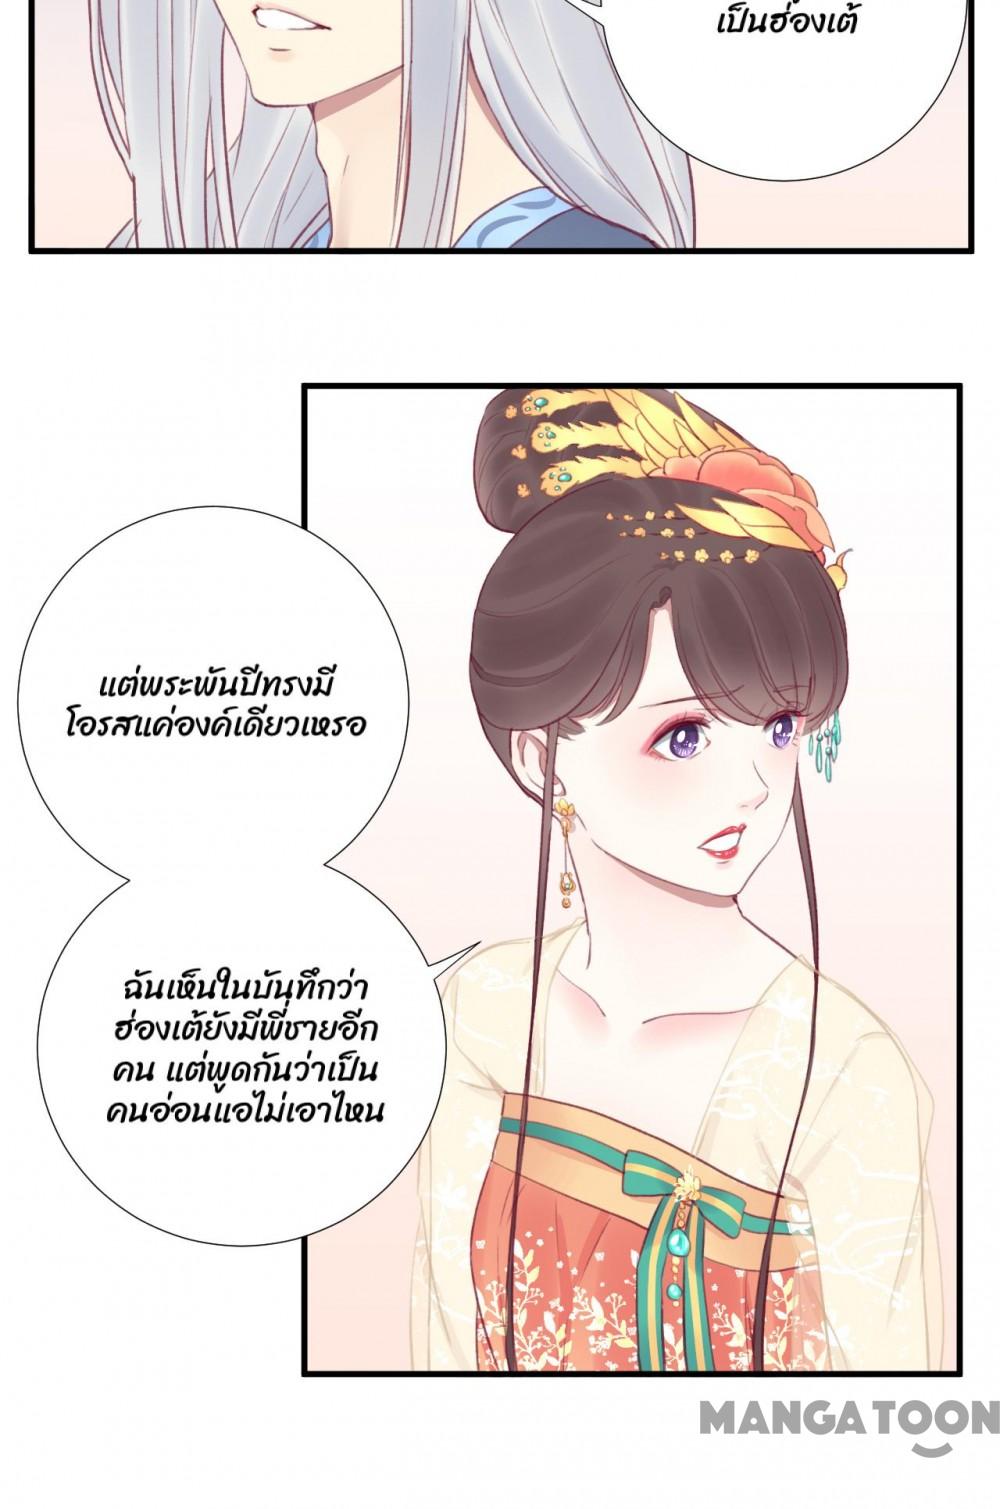 เป็นฮ่องเต้
แต่พระพันปีทรงมี
โอรสแค่องค์เดียวเหรอ
ฉันเห็นในบันทึกว่า
ฮ่องเต้ยังมีพี่ชายอีก
คน แต่พูดกันว่าเป็น
คนอ่อนแอไม่เอาไหน
MANGATOON